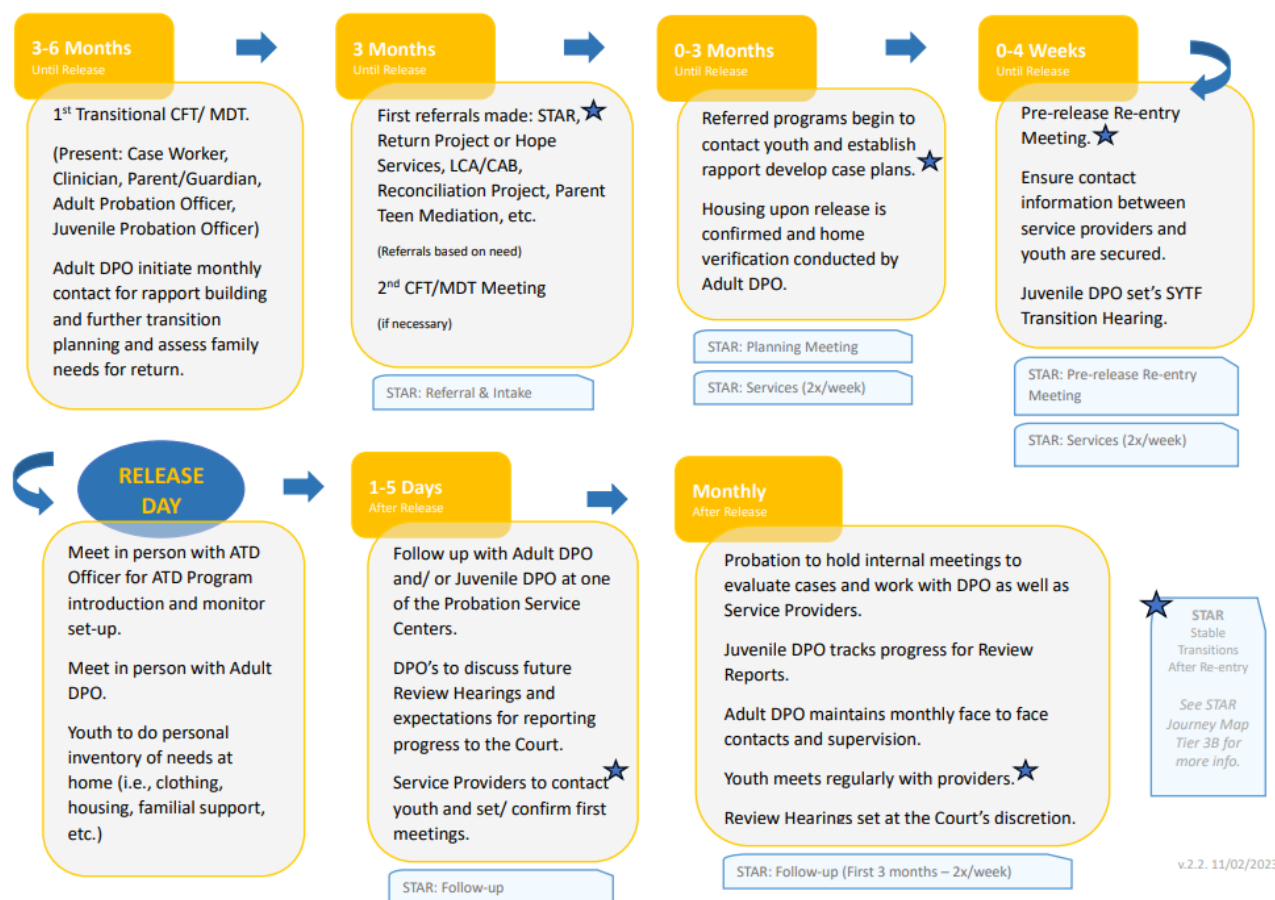 3-6 Months
Until Release
1st Transitional CFT/ MDT.
(Present: Case Worker,
Clinician, Parent/Guardian,
Adult Probation Officer,
Juvenile Probation Officer)
Adult DPO initiate monthly
contact for rapport building
and further transition
planning and assess family
needs for return.
3 Months
Until Release
First referrals made: STAR,
Return Project or Hope
Services, LCA/CAB,
Reconciliation Project, Parent
Teen Mediation, etc.
(Referrals based on need)
2nd CFT/MDT Meeting
(if necessary)
STAR: Referral & Intake
0-3 Months
Until Release
Referred programs begin to
contact youth and establish
rapport develop case plans.
Housing upon release is
confirmed and home
verification conducted by
Adult DPO.
STAR: Planning Meeting
STAR: Services (2x/week)
0-4 Weeks
Until Release
Pre-release Re-entry
Meeting.
Ensure contact
information between
service providers and
youth are secured.
Juvenile DPO set's SYTF
Transition Hearing.
STAR: Pre-release Re-entry
Meeting
STAR: Services (2x/week)
RELEASE
DAY
Meet in person with ATD
Officer for ATD Program
introduction and monitor
set-up.
Meet in person with Adult
DPO.
Youth to do personal
inventory of needs at
home (i.e., clothing,
housing, familial support,
etc.)
1-5 Days
After Release
Follow up with Adult DPO
and/ or Juvenile DPO at one
of the Probation Service
Centers.
DPO's to discuss future
Review Hearings and
expectations for reporting
progress to the Court.
Service Providers to contact
youth and set/ confirm first
meetings.
STAR: Follow-up
Monthly
After Release
Probation to hold internal meetings to
evaluate cases and work with DPO as well as
Service Providers.
Juvenile DPO tracks progress for Review
Reports.
Adult DPO maintains monthly face to face
contacts and supervision.
Youth meets regularly with providers.
Review Hearings set at the Court's discretion.
STAR: Follow-up (First 3 months – 2x/week)
STAR
Stable
Transitions
After Re-entry
See STAR
Journey Map
Tier 3B for
more info.
v.2.2. 11/02/2023